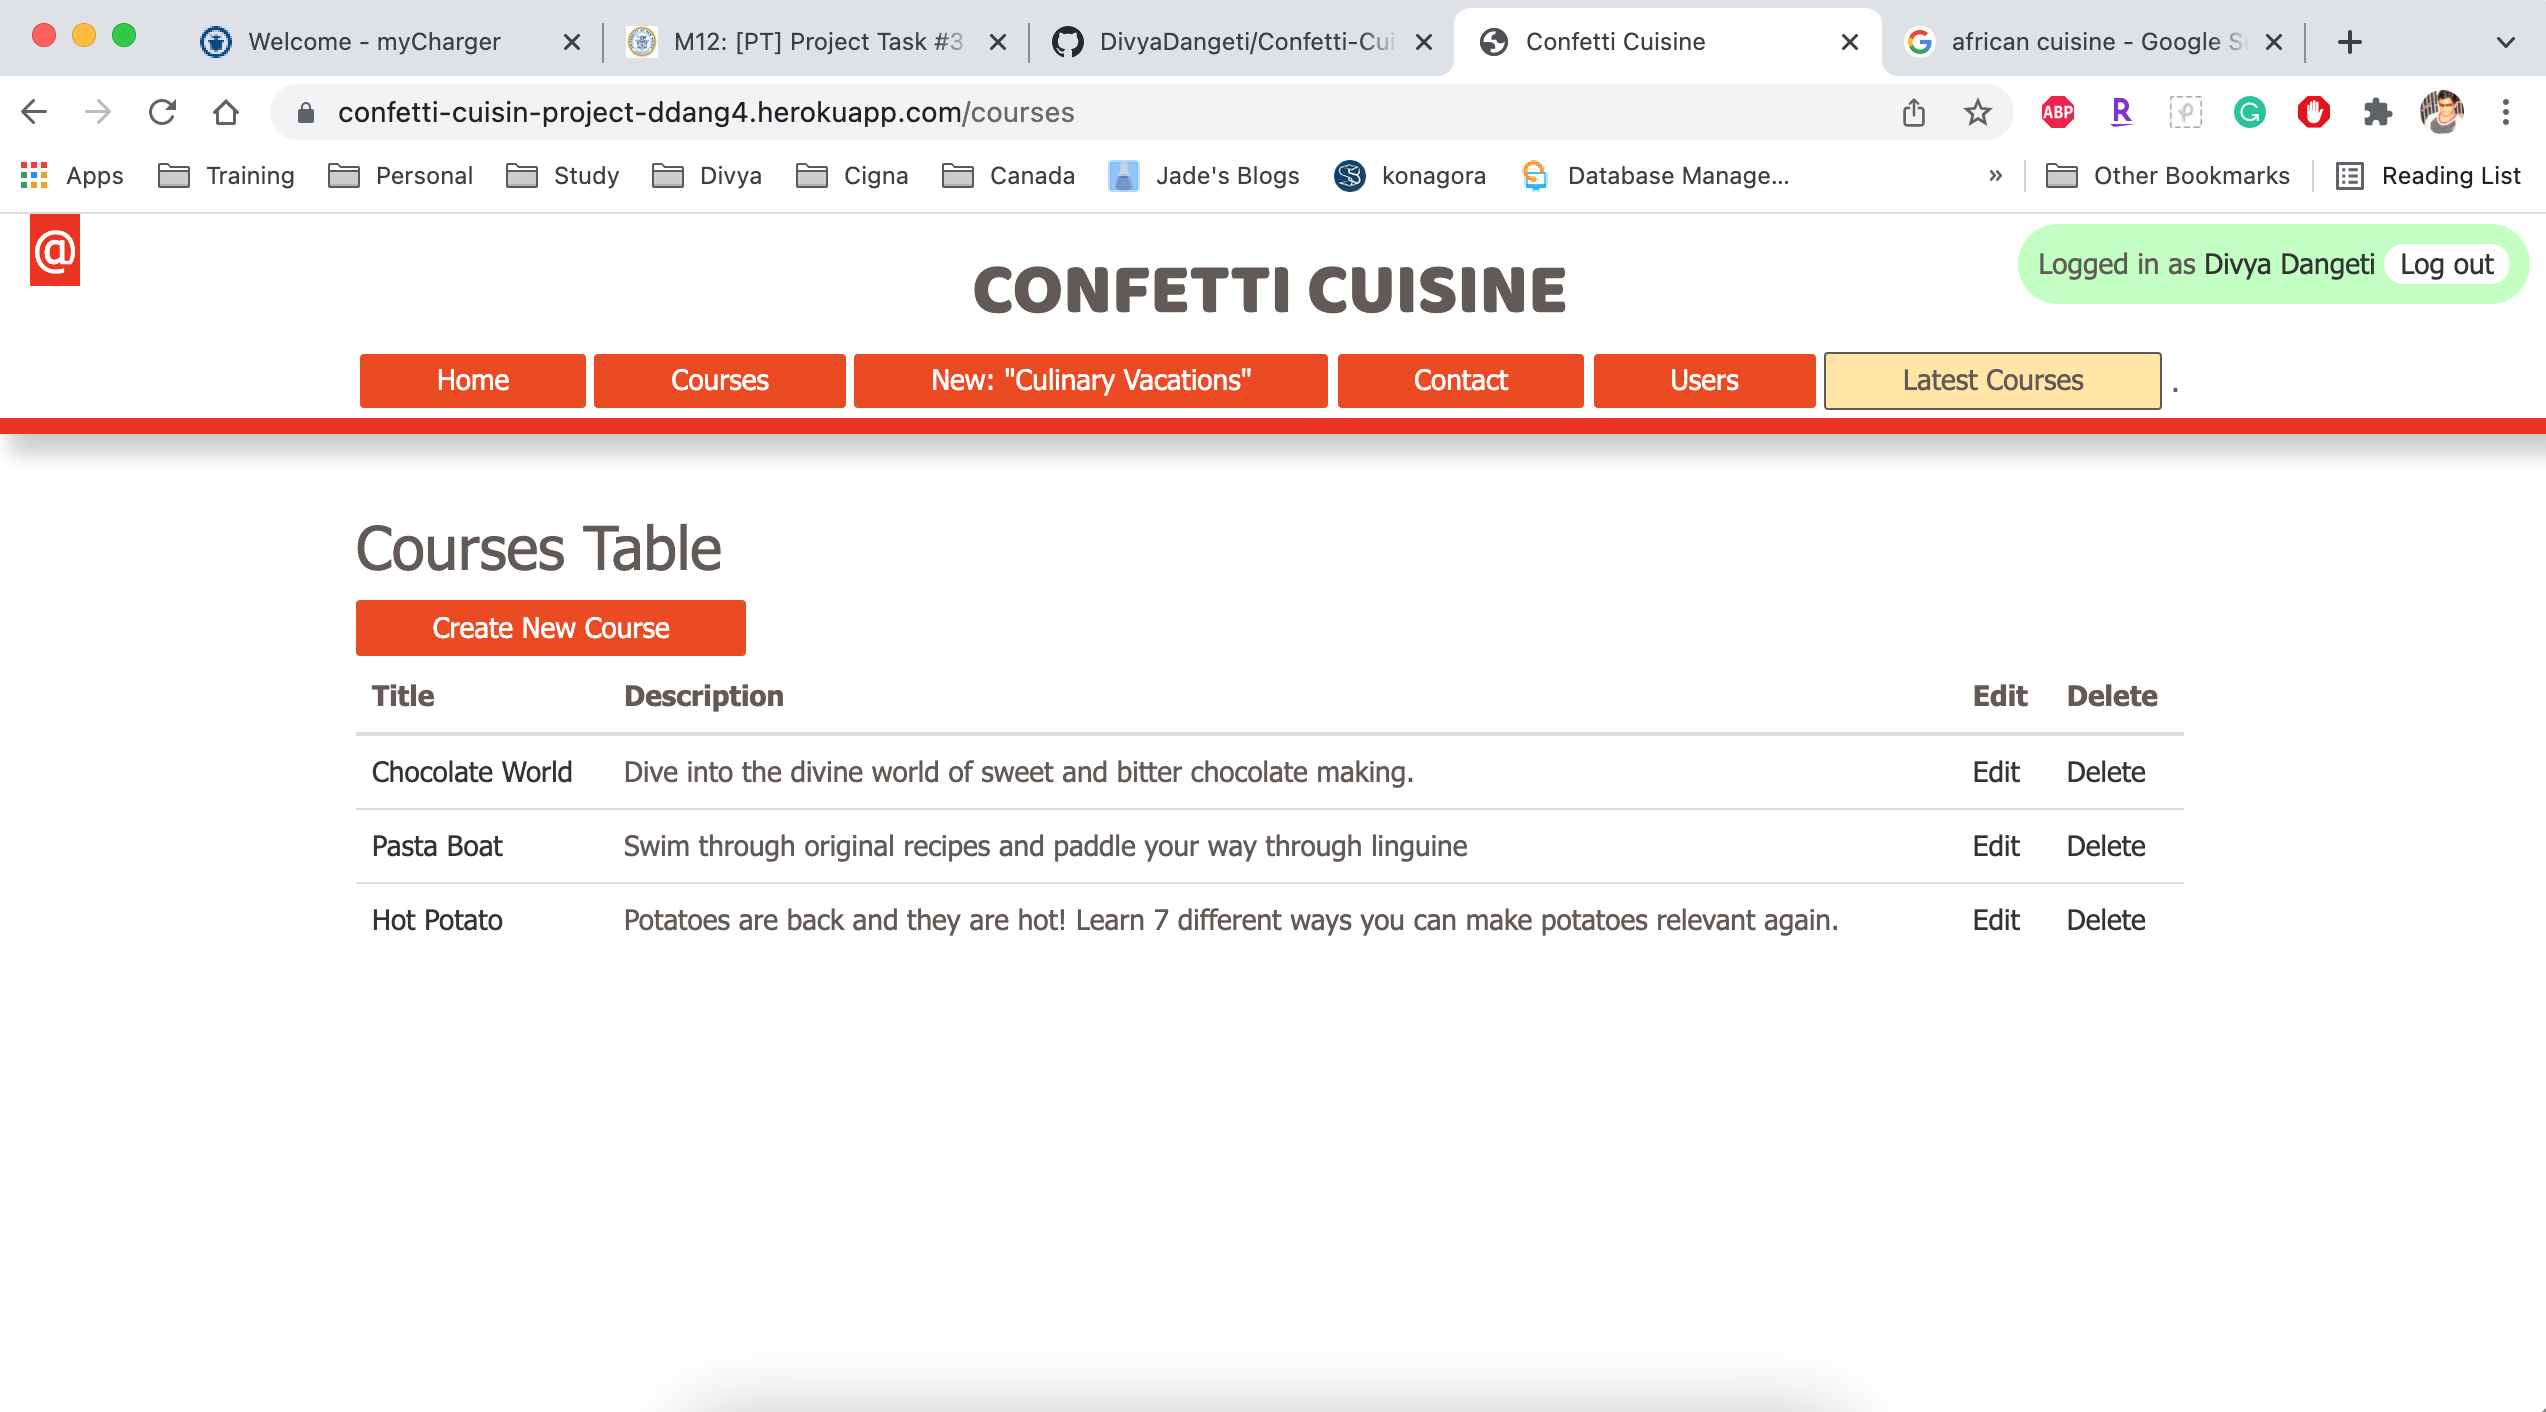 Welcome - myCharger
M12: [PT] Project Task #3
DivyaDangeti/Confetti-Cui
Confetti Cuisine
african cuisine - Google S
confetti-cuisin-project-ddang4.herokuapp.com/courses
ABP
R
Apps
Training
Personal
Study
Divya
Cigna
Canada
Jade's Blogs
konagora
Database Manage...
»
Other Bookmarks
Reading List
@
CONFETTI CUISINE
Logged in as Divya Dangeti Log out
Home Courses New: "Culinary Vacations" Contact Users Latest Courses .
Courses Table
Create New Course
Title Description Edit Delete
Chocolate World Dive into the divine world of sweet and bitter chocolate making. Edit Delete
Pasta Boat Swim through original recipes and paddle your way through linguine Edit Delete
Hot Potato Potatoes are back and they are hot! Learn 7 different ways you can make potatoes relevant again. Edit Delete